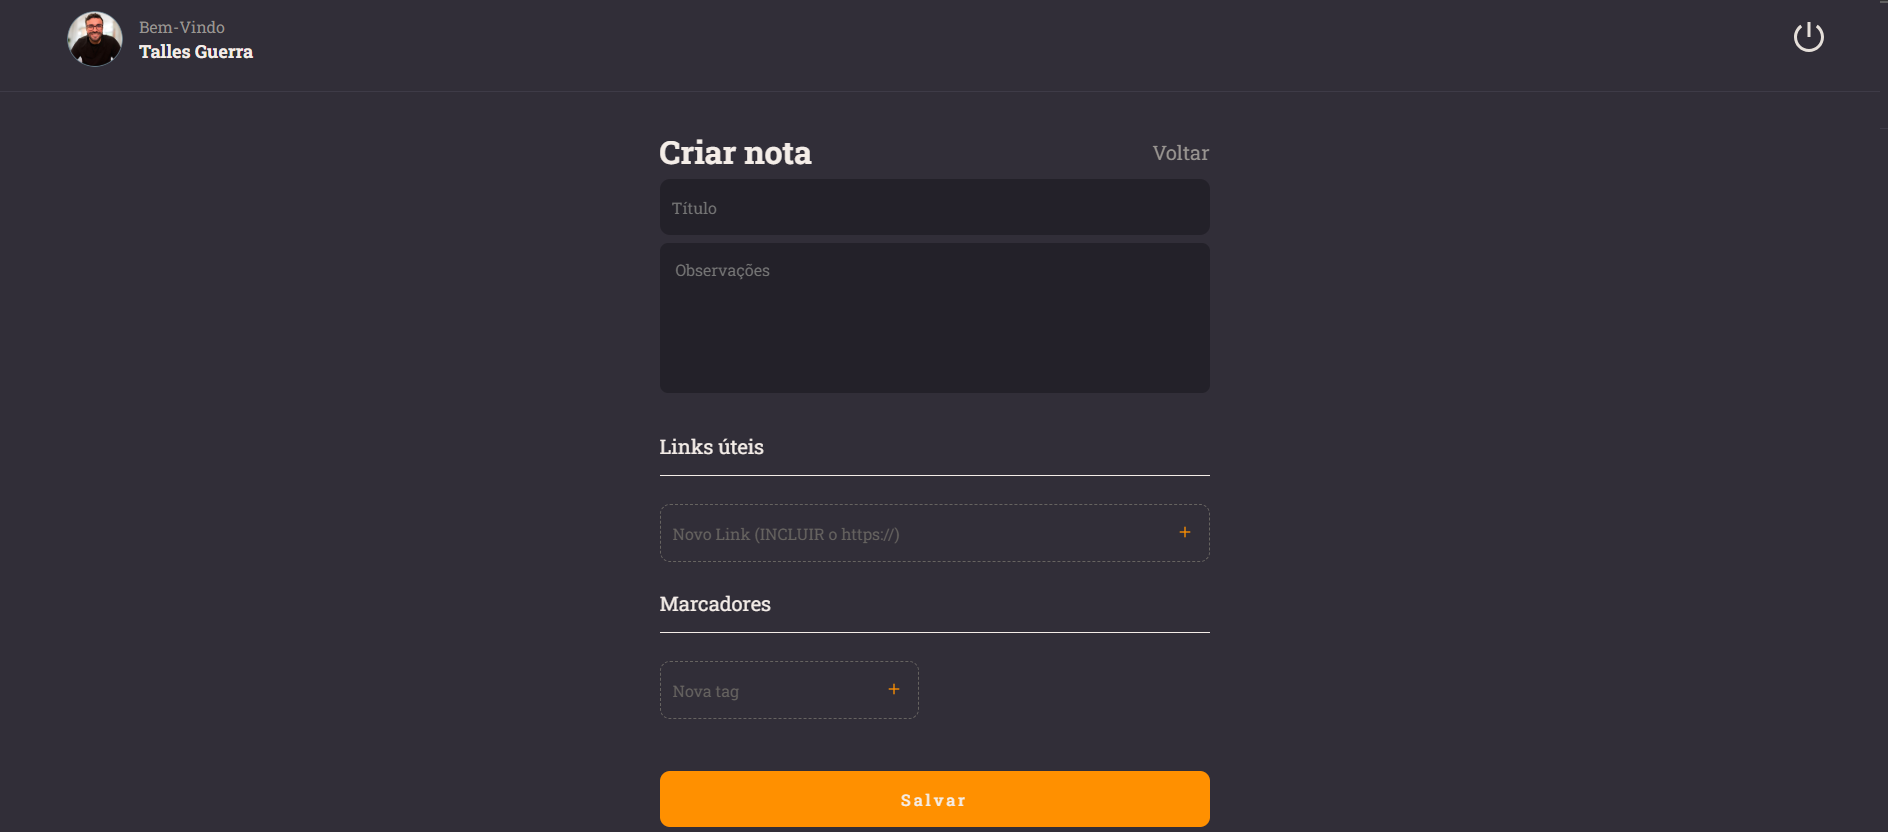 Bem-Vindo
Talles Guerra
Criar nota
Voltar
Título
Observações
Links úteis
Novo Link (INCLUIR o https://)
+
Marcadores
Nova tag
+
Salvar